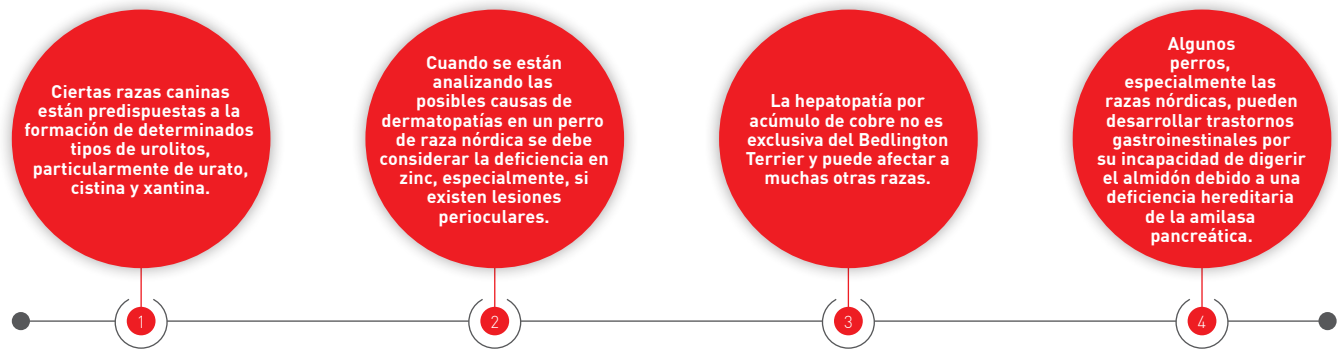 Ciertas razas caninas
están predispuestas a la
formación de determinados
tipos de urolitos,
particularmente de urato,
cistina y xantina.
Cuando se están
analizando las
posibles causas de
dermatopatías en un perro
de raza nórdica se debe
considerar la deficiencia en
zinc, especialmente, si
existen lesiones
perioculares.
La hepatopatía por
acúmulo de cobre no es
exclusiva del Bedlington
Terrier y puede afectar a
muchas otras razas.
Algunos
perros,
especialmente las
razas nórdicas, pueden
desarrollar trastornos
gastroinestinales por
su incapacidad de digerir
el almidón debido a una
deficiencia hereditaria
de la amilasa
pancreática.
1
2
3
4